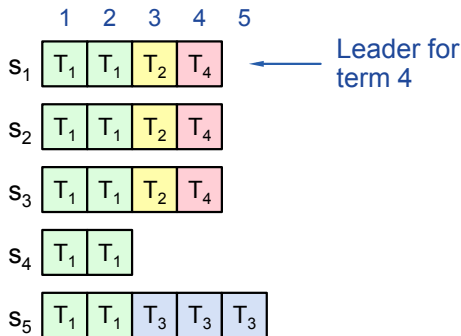 1 2 3 4 5
s₁ T₁ T₁ T₂ T₄
Leader for
term 4
s₂ T₁ T₁ T₂ T₄
s₃ T₁ T₁ T₂ T₄
s₄ T₁ T₁
s₅ T₁ T₁ T₃ T₃ T₃